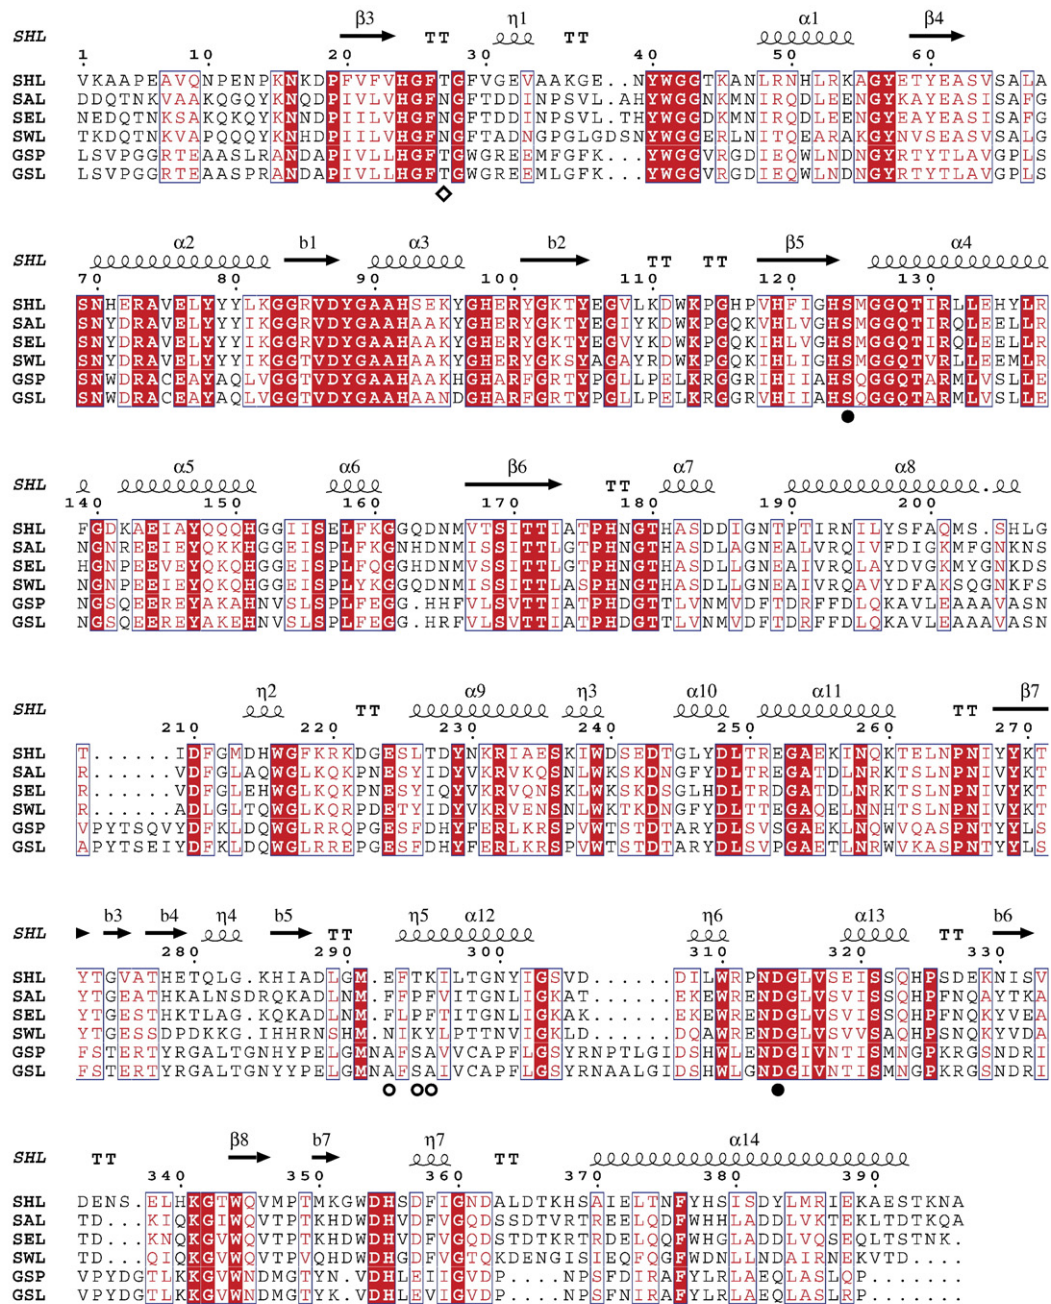 β3 η1 α1 β4
SHL TT TT
1 10 20 30 40 50 60
SHL VKAAPEAVQNPENPKNKDPFVFVHGFTGFVGEVAAKGE..NYWGGTKANLRNHLRKAGYETYEASVSALA
SAL DDQTNKVAAKQGQYKNQDPIVLVHGFNGFTDDINPSVL.AHYWGGNKMNIRQDLEENGYKAYEASISAFG
SEL NEDQTNKSAKQKQYKNQDPIVLVHGFNGFTDDINPSVL.THYWGGDKMNIRQDLEENGYEAYEASISAFG
SWL TKDQTNKVAPQQQYKNHDPIILVHGFNGFTADNGPGLGDSNYWGGERLNITQEARAKGYNVSEASVSALG
GSP LSVPGGRTEAASLRANDAPIVLLHGFTGWGREEMFGFK...YWGGVRGDIEQWLNDNGYRTYTLAVGPLS
GSL LSVPGGRTEAASPRANDAPIVLLHGFTGWGREEMLGFK...YWGGVRGDIEQWLNDNGYRTYTLAVGPLS
α2 b1 α3 b2 β5 α4
SHL TT TT
70 80 90 100 110 120 130
SHL SNHERAVELYYYLKGGRVDYGAAHSEKYGHERYGKTYEGVLKDWKPGHPVHFIGHSMGGQTIRLLEHYLR
SAL SNYDRAVELYYYIKGGRVDYGAAHAAKYGHERYGKTYEGIYKDWKPGQKVHLVGHSMGGQTIRQLEELLR
SEL SNYDRAVELYYYIKGGRVDYGAAHAAKYGHERYGKTYEGVYKDWKPGQKIHLVGHSMGGQTIRQLEELLR
SWL SNYDRAVELYYYIKGGTVDYGAAHAAKYGHERYGKSYAGAYRDWKPGQKIHLVGHSMGGQTVRLLEEMLR
GSP SNWDRACEAYAQLVGGTVDYGAAHAAKHGHARFGRTYPGLLPELKRGGRIHIIAHSQGGQTARMLVSLLE
GSL SNWDRACEAYAQLVGGTVDYGAAHAANDGHARFGRTYPGLLPELKRGGRVHIIAHSQGGQTARMLVSLLE
α5 α6 β6 α7 α8
SHL TT
140 150 160 170 180 190 200
SHL FGDKAEIAYQQQHGGIISELFKGGQDNMVTSITTIATPHNGTHASDDIGNTPTIRNILYSFAQMS.SHLG
SAL NGNREEIEYQKKHGGEISPLFKGNHDNMISSITTLGTPHNGTHASDLAGNEALVRQIVFDIGKMFGNKNS
SEL HGNPEEVEYQKQHGGEISPLFQGGHDNMVSSITTLGTPHNGTHASDLLGNEAIVRQLAYDVGKMYGNKDS
SWL NGNPEEIEYQKQHGGEISPLYKGGQDNMISSITTLASPHNGTHASDLLGNEAIVRQQAVYDFAKSQGNKFS
GSP NGSQEEREYAKAHNVSLSPLFEGG.HHFVLSVTTIATPHDGTTLVNMVDFTDRFFDLQKAVLEAAAVASN
GSL NGSQEEREYAKEHNVSLSPLFEGG.HRFVLSVTTIATPHDGTTLVNMVDFTDRFFDLQKAVLEAAAVASN
η2 α9 η3 α10 α11 β7
SHL TT TT
210 220 230 240 250 260 270
SHL T......IDFGMDHWGFKRKDGESLTDYNKRIAESKIWDSEDTGLYDLTREGAEKINQKTELNPNIYYKT
SAL R......VDFGLAQWGLKQKPNESYIDYVKRVKQSNLWKSKDNGFYDLTREGATDLNRKTSLNPNIVYKT
SEL R......VDFGLEHWGLKQKPNESYIQYVKRVQNSKLWKSKDSGLHDLTRDGATDLNRKTSLNPNIVYKT
SWL R......ADLGLTQWGLKQRPDETYIDYVKRVENSNLWKTKDNGFYDLTTEGAQELNNHTSLNPNIVYKT
GSP VPYTSQVYDFKLDQWGLRRQPGESFDHYFERLKRSPVWTSTDTARYDLSVSGAEKLNQWVQASPNTYYLS
GSL APYTSEIYDFKLDQWGLRREPGESFDHYFERLKRSPVWTSTDTARYDLSVPGAETLNRWVKASPNTYYLS
b3 b4 η4 b5 η5 α12 η6 α13 b6
SHL TT TT
280 290 300 310 320 330
SHL YTGVATHETQLG.KHIADLGM.EFTKILTGNYIGSVD......DILWRPNDGLVSEISSQHPSDEKNISV
SAL YTGEATHKALNSDRQKADLNM.FFPFVITGNLIGKAT......EKEWRENDGLVSVISSQHPFNQAYTKA
SEL YTGESTHKTLAG.KQKADLNM.FLPFTITGNLIGKAK......EKEWRENDGLVSVISSQHPFNQKYVEA
SWL YTGESSDPDKKG.IHHRNSHM.NIKYLPTTNVIGKLD......DQAWRENDGLVSVVSAQHPSNQKYVDA
GSP FSTERTYRGALTGNHYPELGMNAFSAVVCAPFLGSYRNPTLGIDSHWLENDGIVNTISMNGPKRGSNDRI
GSL FSTERTYRGALTGNYYPELGMNAFSAIVCAPFLGSYRNAALGIDSHWLGNDGIVNTISMNGPKRGSNDRI
β8 b7 η7 α14
SHL TT TT
340 350 360 370 380 390
SHL DENS.ELHKGTWQVMPTMKGWDHSDFIGNDALDTKHSAIELTNFYHSISDYLMRIEKAESTKNA
SAL TD...KIQKGIWQVTPTKHDWDHVDFVGQDSSDTVRTREELQDFWHHLADDLVKTEKLTDTKQA
SEL TD...KNQKGVWQVTPTKHDWDHVDFVGQDSTDTKRTRDELQQFWHGLADDLVQSEQLTSTNK.
SWL TD...QIQKGVWQVTPVQHDWDHGDFVGTQKDENGISIEQFQGFWDNLLNDAIRNEKVTD....
GSP VPYDGTLKKGVWNDMGTYN.VDHLEIIGVDP....NPSFDIRAFYLRLAEQLASLRP.......
GSL VPYDGTLKKGVWNDMGTYN.VDHLEVIGVDP....NPSFDIRAFYLRLAEQLASLQP.......